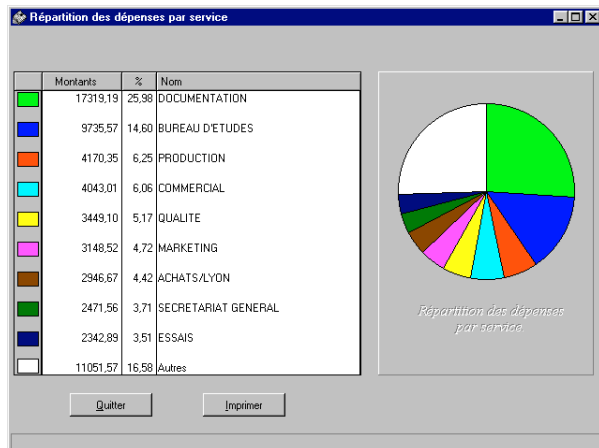 Répartition des dépenses par service
Montants % Nom
17319,19 25,98 DOCUMENTATION
9735,57 14,60 BUREAU D'ETUDES
4170,35 6,25 PRODUCTION
4043,01 6,06 COMMERCIAL
3449,10 5,17 QUALITE
3148,52 4,72 MARKETING
2946,67 4,42 ACHATS/LYON
2471,56 3,71 SECRETARIAT GENERAL
2342,89 3,51 ESSAIS
11051,57 16,58 Autres
Répartition des dépenses
par service
Quitter Imprimer